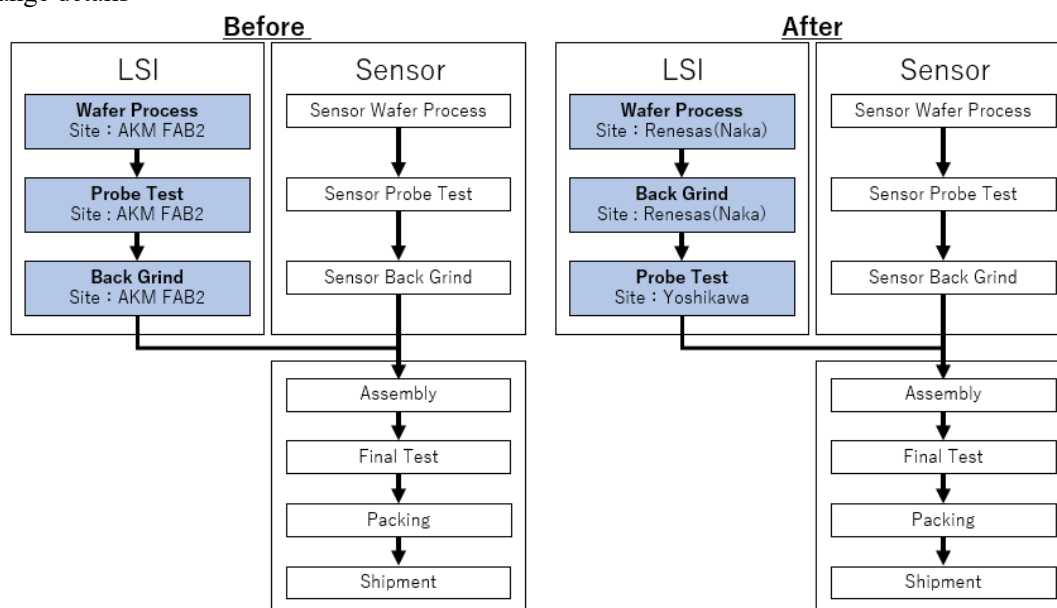 ange details
Before
LSI
Wafer Process
Site：AKM FAB2
Probe Test
Site : AKM FAB2
Back Grind
Site：AKM FAB2
Sensor
Sensor Wafer Process
Sensor Probe Test
Sensor Back Grind
Assembly
Final Test
Packing
Shipment
After
LSI
Wafer Process
Site：Renesas(Naka)
Back Grind
Site : Renesas(Naka)
Probe Test
Site：Yoshikawa
Sensor
Sensor Wafer Process
Sensor Probe Test
Sensor Back Grind
Assembly
Final Test
Packing
Shipment